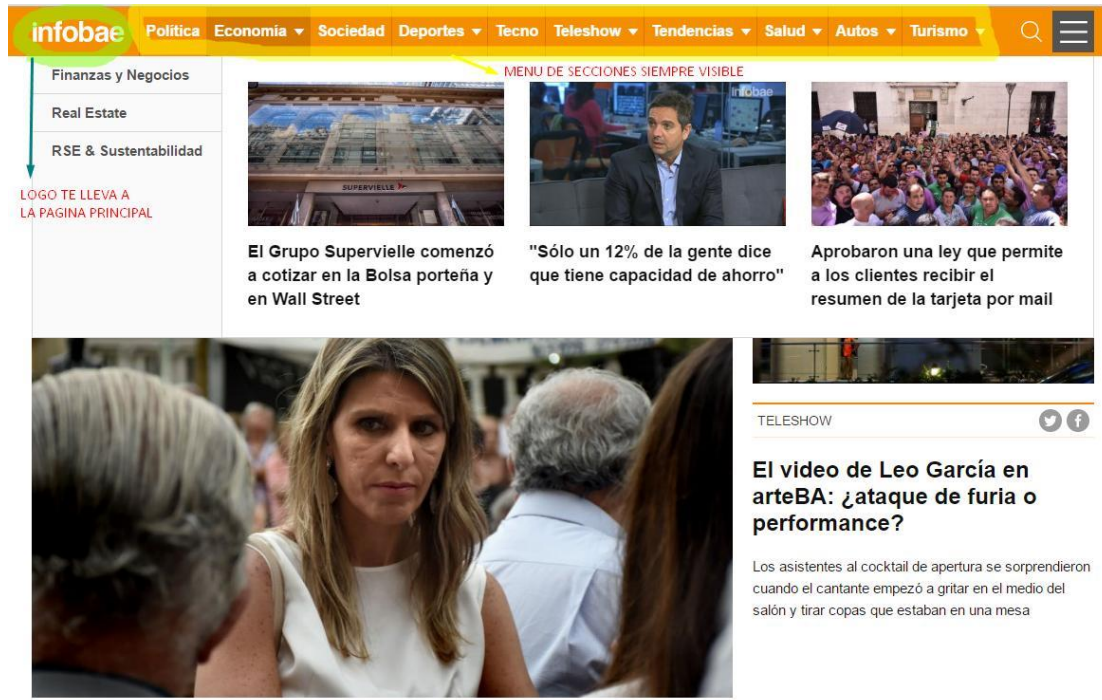 infobae Política Economía Sociedad Deportes Tecno Teleshow Tendencias Salud Autos Turismo
MENU DE SECCIONES SIEMPRE VISIBLE
Finanzas y Negocios
Real Estate
RSE & Sustentabilidad
LOGO TE LLEVA A
LA PAGINA PRINCIPAL
SUPERVIELLE
El Grupo Supervielle comenzó
a cotizar en la Bolsa porteña y
en Wall Street
infobae
"Sólo un 12% de la gente dice
que tiene capacidad de ahorro"
Aprobaron una ley que permite
a los clientes recibir el
resumen de la tarjeta por mail
TELESHOW
El video de Leo García en
arteBA: ¿ataque de furia o
performance?
Los asistentes al cocktail de apertura se sorprendieron
cuando el cantante empezó a gritar en el medio del
salón y tirar copas que estaban en una mesa